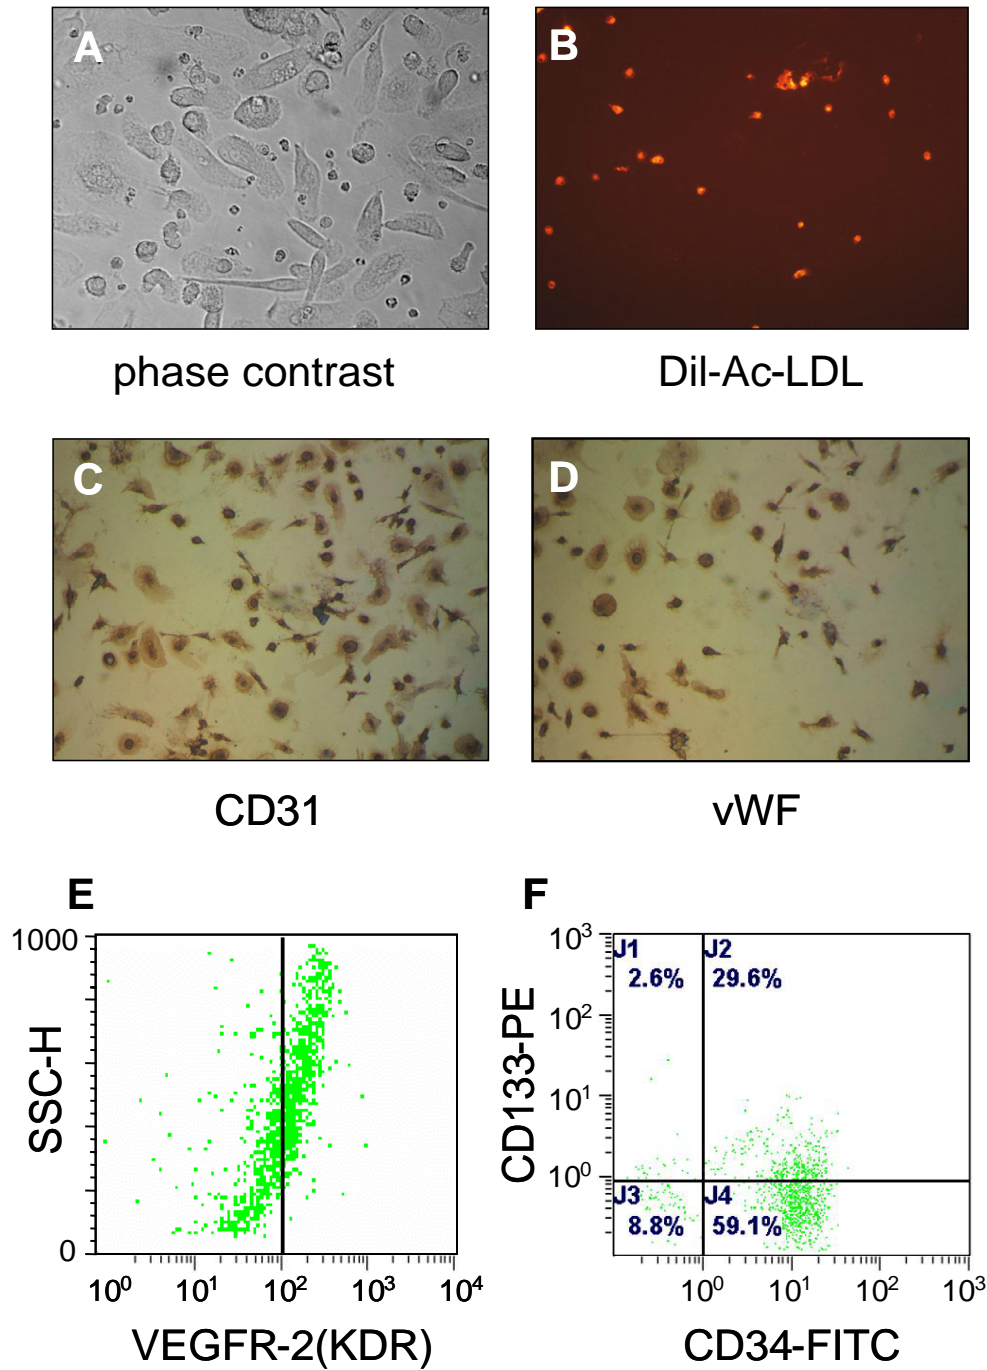 A
B
phase contrast
Dil-Ac-LDL
C
D
CD31
vWF
E
F
1000
SSC-H
0
10⁰ 10¹ 10² 10³ 10⁴
VEGFR-2(KDR)
10³
10²
10¹
10⁰
CD133-PE
J1
2.6%
J2
29.6%
J3
8.8%
J4
59.1%
10⁰ 10¹ 10² 10³
CD34-FITC